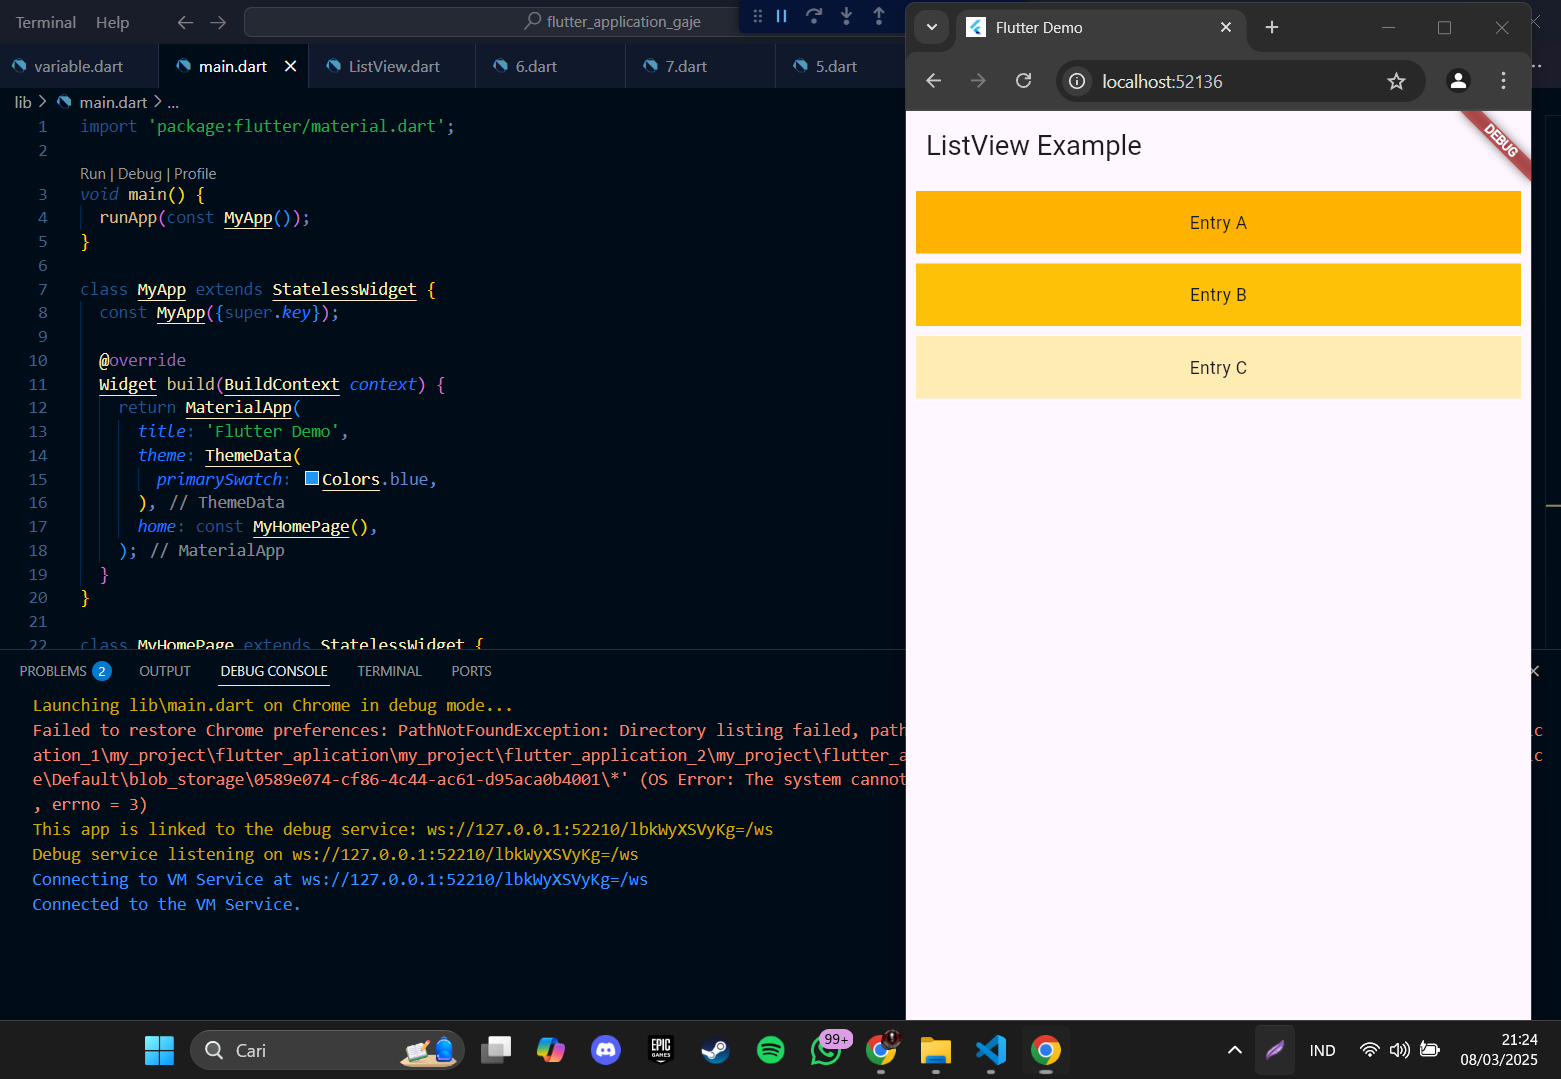 Terminal Help
flutter_application_gaje
variable.dart
main.dart
ListView.dart
6.dart
7.dart
5.dart
lib > main.dart > ...
1 import 'package:flutter/material.dart';
2
Run | Debug | Profile
3 void main() {
4 runApp(const MyApp());
5 }
6
7 class MyApp extends StatelessWidget {
8 const MyApp({super.key});
9
10 @override
11 Widget build(BuildContext context) {
12 return MaterialApp(
13 title: 'Flutter Demo',
14 theme: ThemeData(
15 primarySwatch: Colors.blue,
16 ), // ThemeData
17 home: const MyHomePage(),
18 ); // MaterialApp
19 }
20 }
21
22 class MyHomePage extends StatelessWidget {
PROBLEMS 2 OUTPUT DEBUG CONSOLE TERMINAL PORTS
Launching lib\main.dart on Chrome in debug mode...
Failed to restore Chrome preferences: PathNotFoundException: Directory listing failed, path
ation_1\my_project\flutter_aplication\my_project\flutter_application_2\my_project\flutter_a
e\Default\blob_storage\0589e074-cf86-4c44-ac61-d95aca0b4001\*' (OS Error: The system cannot
, errno = 3)
This app is linked to the debug service: ws://127.0.0.1:52210/lbkWyXSVyKg=/ws
Debug service listening on ws://127.0.0.1:52210/lbkWyXSVyKg=/ws
Connecting to VM Service at ws://127.0.0.1:52210/lbkWyXSVyKg=/ws
Connected to the VM Service.
Flutter Demo
localhost:52136
ListView Example
DEBUG
Entry A
Entry B
Entry C
ic
ic
Cari
EPIC
GAMES
99+
IND
21:24
08/03/2025